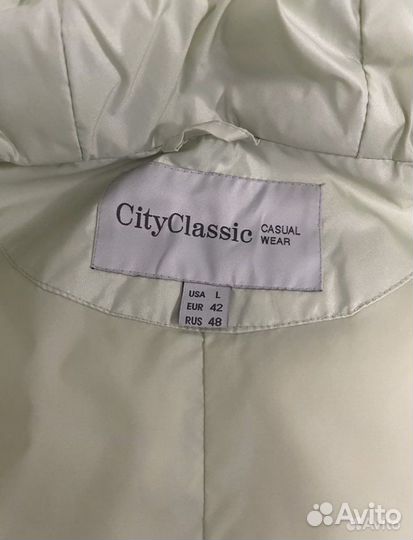 CityClassic CASUAL WEAR
USA L
EUR 42
RUS 48
Avito